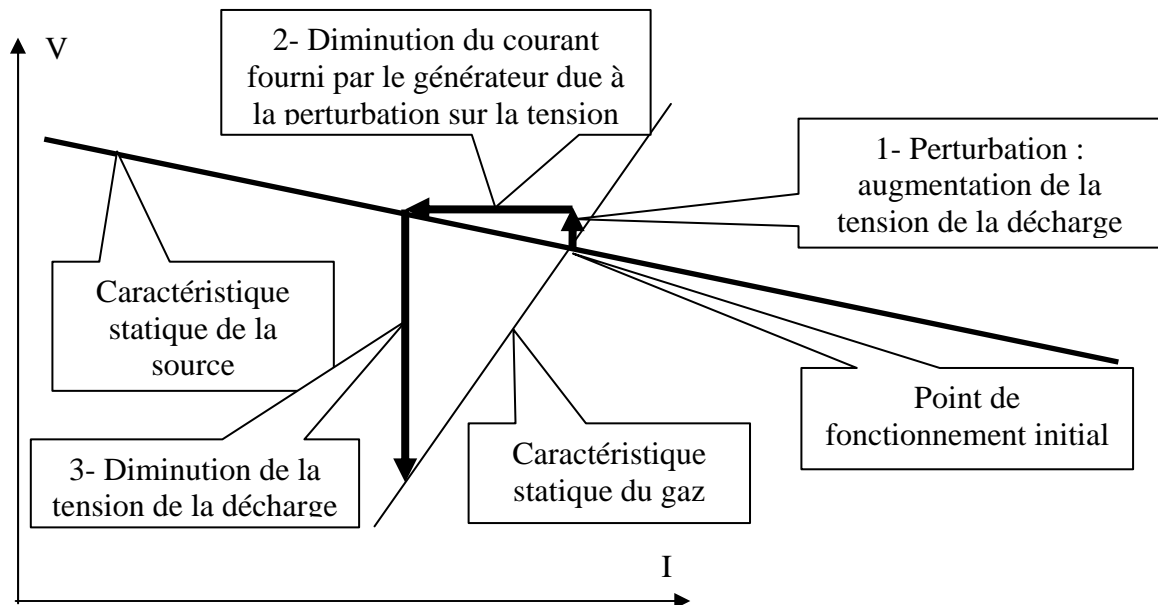 V
2- Diminution du courant
fourni par le générateur due à
la perturbation sur la tension
1- Perturbation :
augmentation de la
tension de la décharge
Caractéristique
statique de la
source
Point de
fonctionnement initial
3- Diminution de la
tension de la décharge
Caractéristique
statique du gaz
I